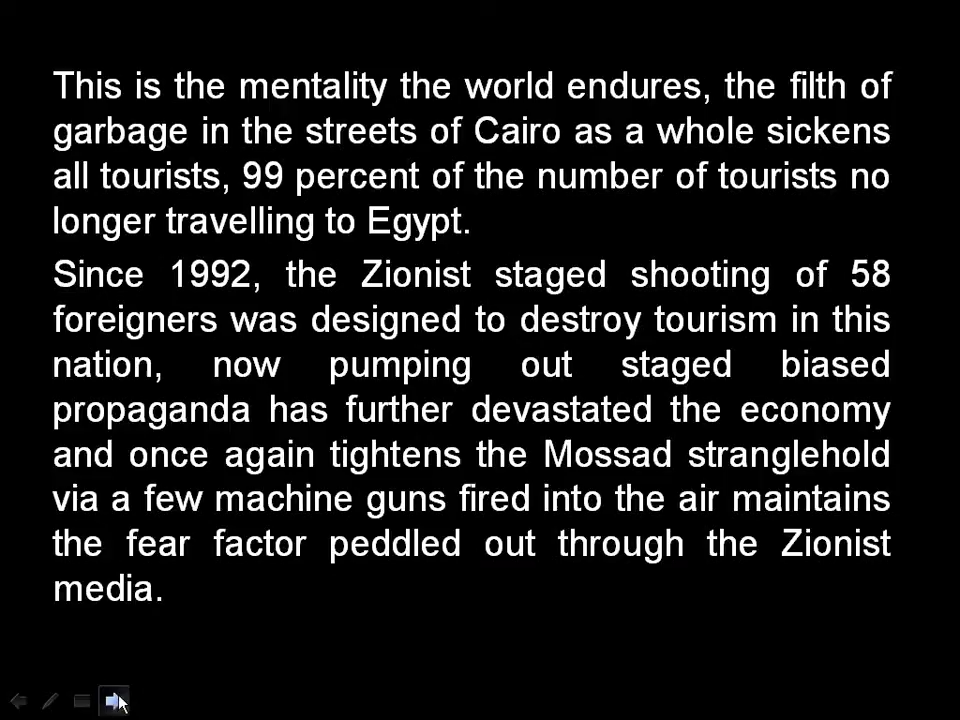 This is the mentality the world endures, the filth of
garbage in the streets of Cairo as a whole sickens
all tourists, 99 percent of the number of tourists no
longer travelling to Egypt.
Since 1992, the Zionist staged shooting of 58
foreigners was designed to destroy tourism in this
nation, now pumping out staged biased
propaganda has further devastated the economy
and once again tightens the Mossad stranglehold
via a few machine guns fired into the air maintains
the fear factor peddled out through the Zionist
media.